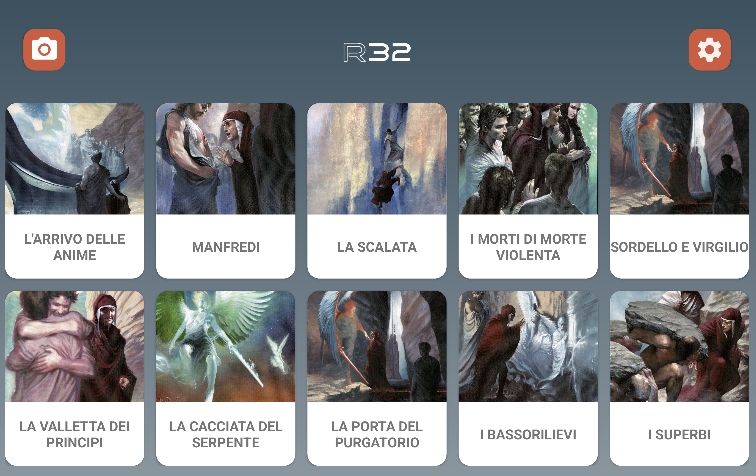 R32
L'ARRIVO DELLE
ANIME
MANFREDI
LA SCALATA
I MORTI DI MORTE
VIOLENTA
SORDELLO E VIRGILIO
LA VALLETTA DEI
PRINCIPI
LA CACCIATA DEL
SERPENTE
LA PORTA DEL
PURGATORIO
I BASSORILIEVI
I SUPERBI